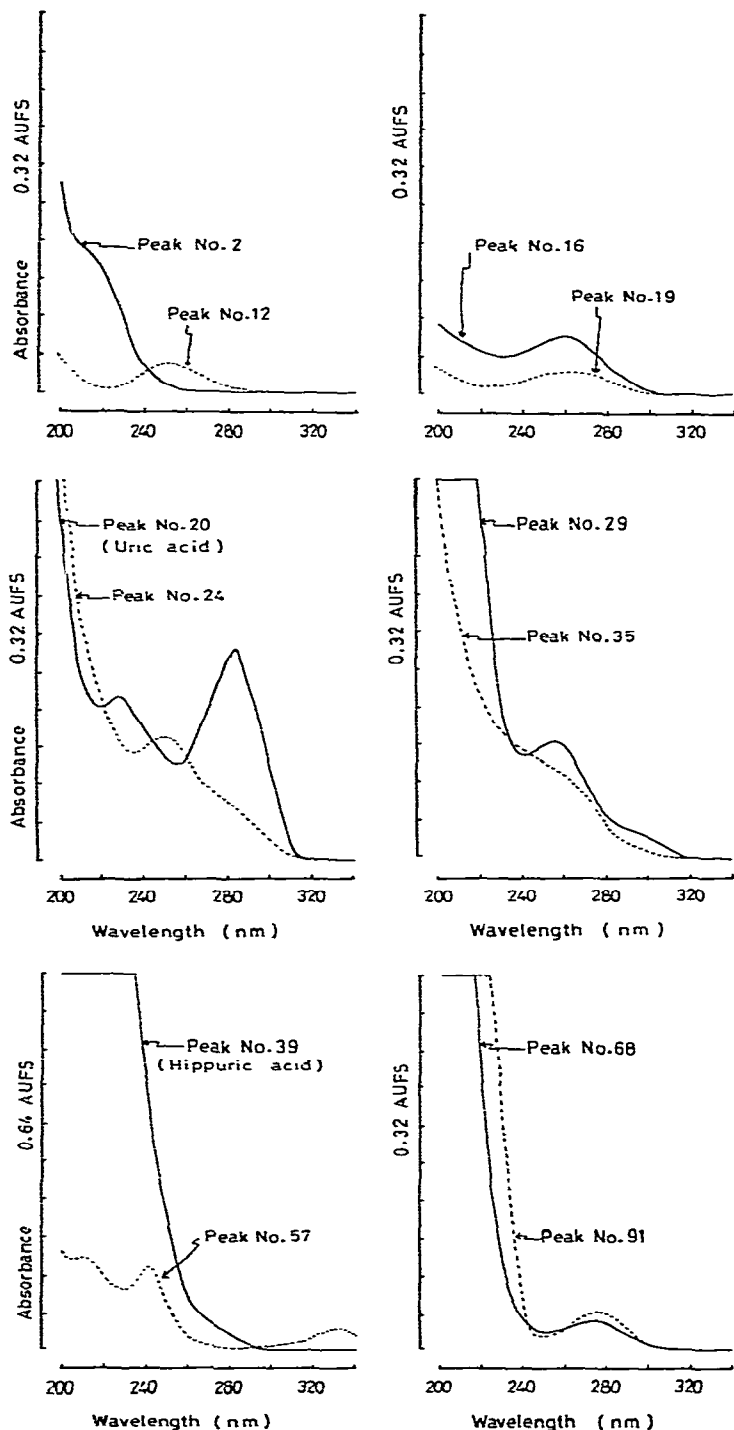 Absorbance 0.32 AUFS
Peak No. 2
Peak No. 12
200 240 280 320
Peak No. 16
Peak No. 19
200 240 280 320
Absorbance 0.32 AUFS
Peak No. 20
(Uric acid)
Peak No. 24
200 240 280 320
Wavelength (nm)
0.32 AUFS
Peak No. 29
Peak No. 35
200 240 280 320
Wavelength (nm)
Absorbance 0.64 AUFS
Peak No. 39
(Hippuric acid)
Peak No. 57
200 240 280 320
Wavelength (nm)
0.32 AUFS
Peak No. 68
Peak No. 91
200 240 280 320
Wavelength (nm)